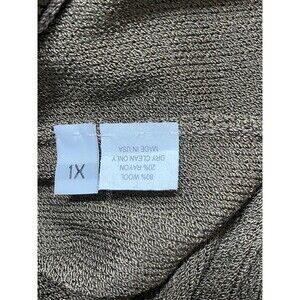 1X
80% WOOL
20% RAYON
DRY CLEAN ONLY
MADE IN USA